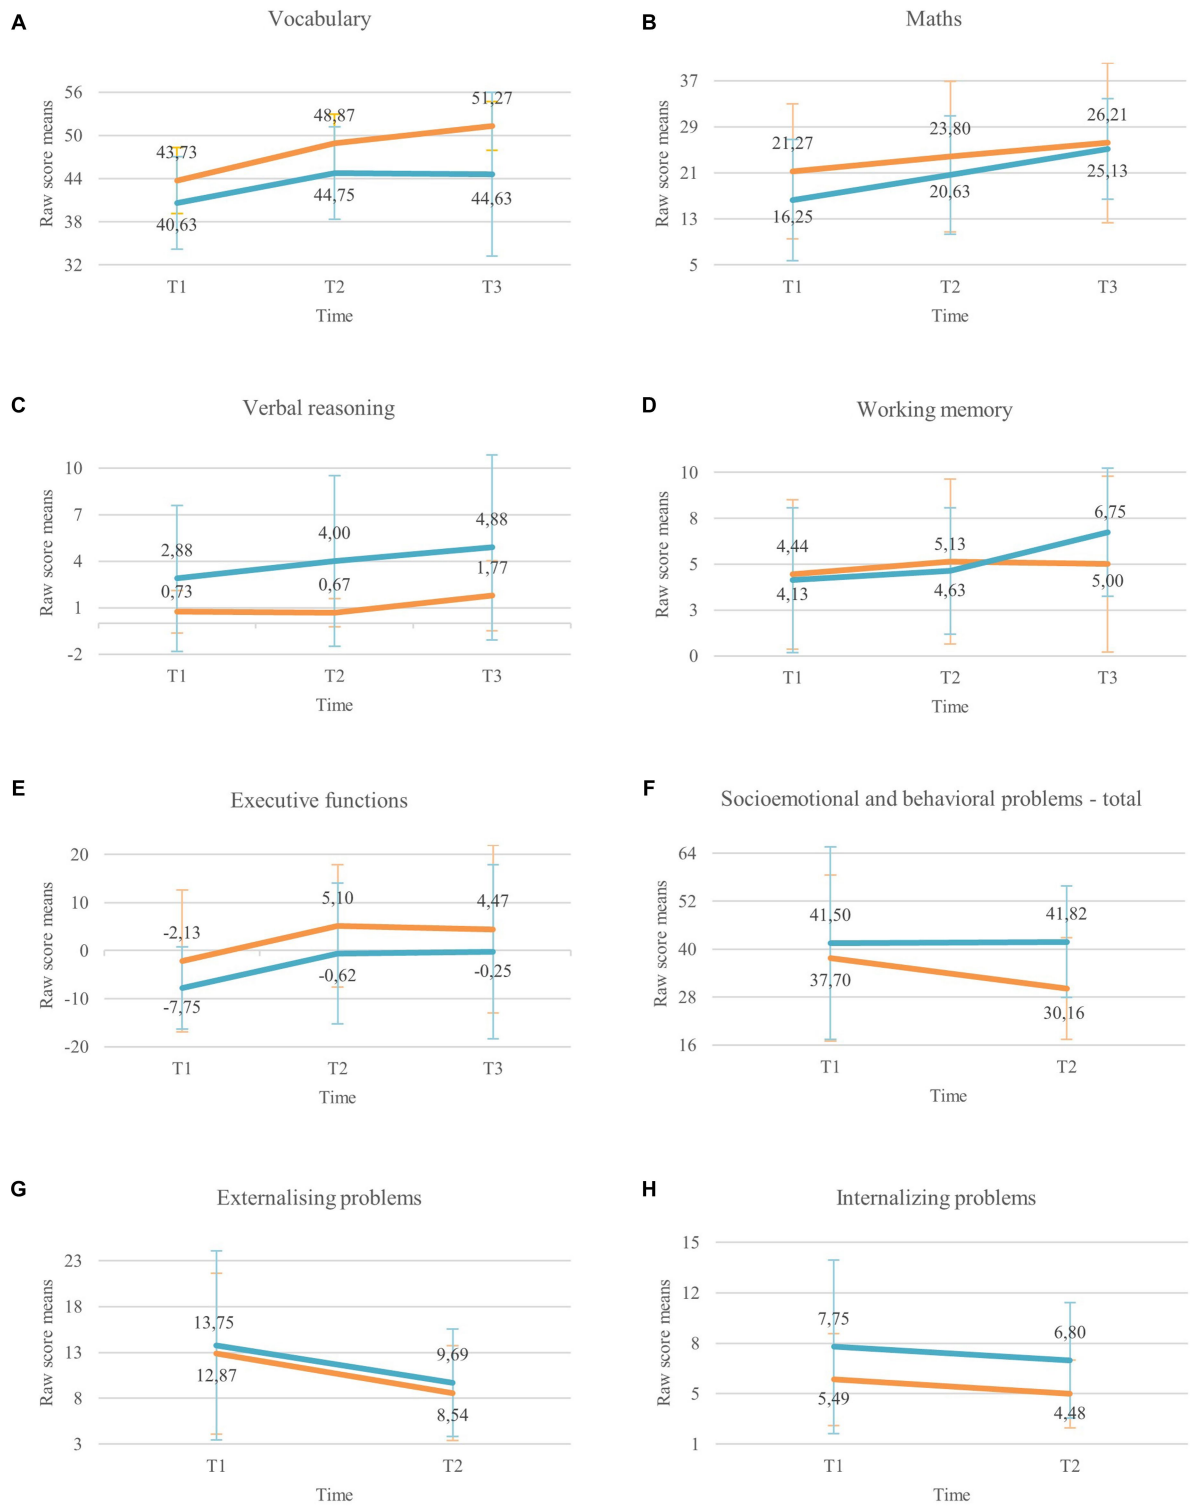 A
Vocabulary
Raw score means
56
50
44
38
32
43,73
48,87
51,27
40,63
44,75
44,63
T1
T2
T3
Time
B
Maths
Raw score means
37
29
21
13
5
21,27
23,80
26,21
16,25
20,63
25,13
T1
T2
T3
Time
C
Verbal reasoning
Raw score means
10
7
4
1
-2
2,88
4,00
4,88
0,73
0,67
1,77
T1
T2
T3
Time
D
Working memory
Raw score means
10
8
5
3
0
4,44
5,13
6,75
4,13
4,63
5,00
T1
T2
T3
Time
E
Executive functions
Raw score means
20
10
0
-10
-20
-2,13
5,10
4,47
-7,75
-0,62
-0,25
T1
T2
T3
Time
F
Socioemotional and behavioral problems - total
Raw score means
64
52
40
28
16
41,50
41,82
37,70
30,16
T1
T2
Time
G
Externalising problems
Raw score means
23
18
13
8
3
13,75
9,69
12,87
8,54
T1
T2
Time
H
Internalizing problems
Raw score means
15
12
8
5
1
7,75
6,80
5,49
4,48
T1
T2
Time